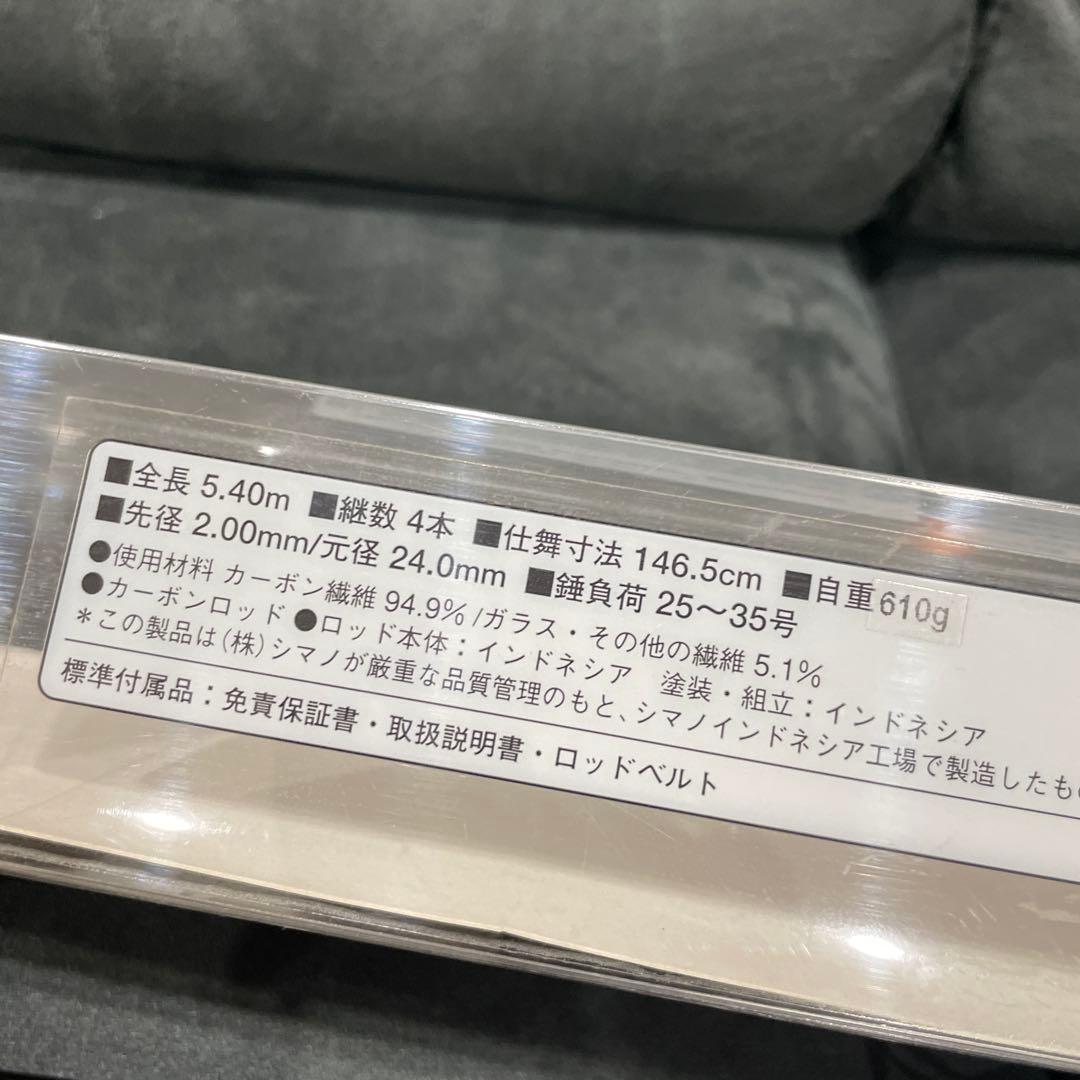 ■全長 5.40m ■継数 4本 ■仕舞寸法 146.5cm ■自重610g
■先径 2.00mm/元径 24.0mm ■錘負荷 25～35号
●使用材料 カーボン繊維 94.9%/ガラス・その他の繊維 5.1%
●カーボンロッド ●ロッド本体：インドネシア 塗装・組立：インドネシア
＊この製品は(株)シマノが厳重な品質管理のもと、シマノインドネシア工場で製造したもの
標準付属品：免責保証書・取扱説明書・ロッドベルト